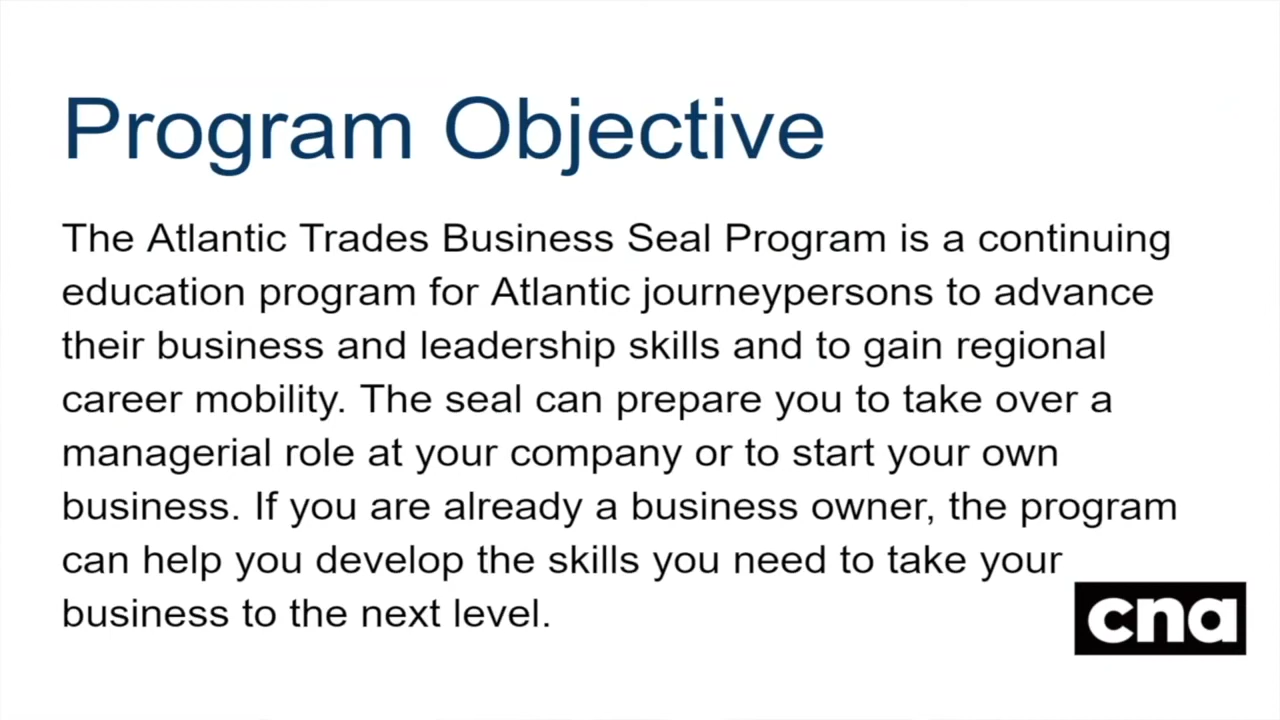 Program Objective
The Atlantic Trades Business Seal Program is a continuing
education program for Atlantic journeypersons to advance
their business and leadership skills and to gain regional
career mobility. The seal can prepare you to take over a
managerial role at your company or to start your own
business. If you are already a business owner, the program
can help you develop the skills you need to take your
business to the next level.
cna